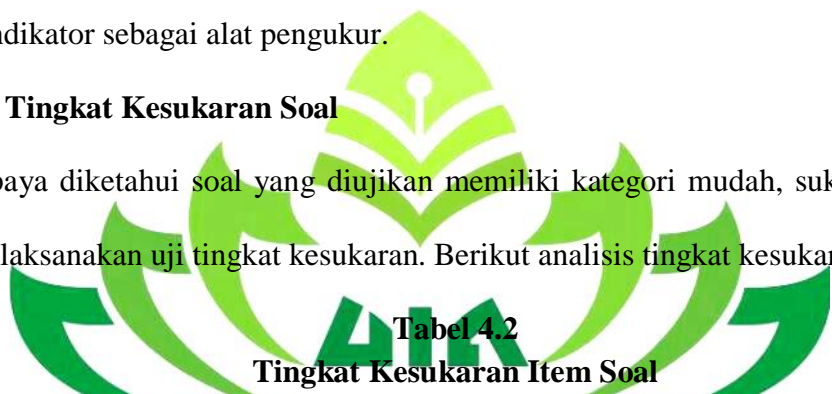 ndikator sebagai alat pengukur.
Tingkat Kesukaran Soal
paya diketahui soal yang diujikan memiliki kategori mudah, suk
laksanakan uji tingkat kesukaran. Berikut analisis tingkat kesukar
Tabel 4.2
Tingkat Kesukaran Item Soal